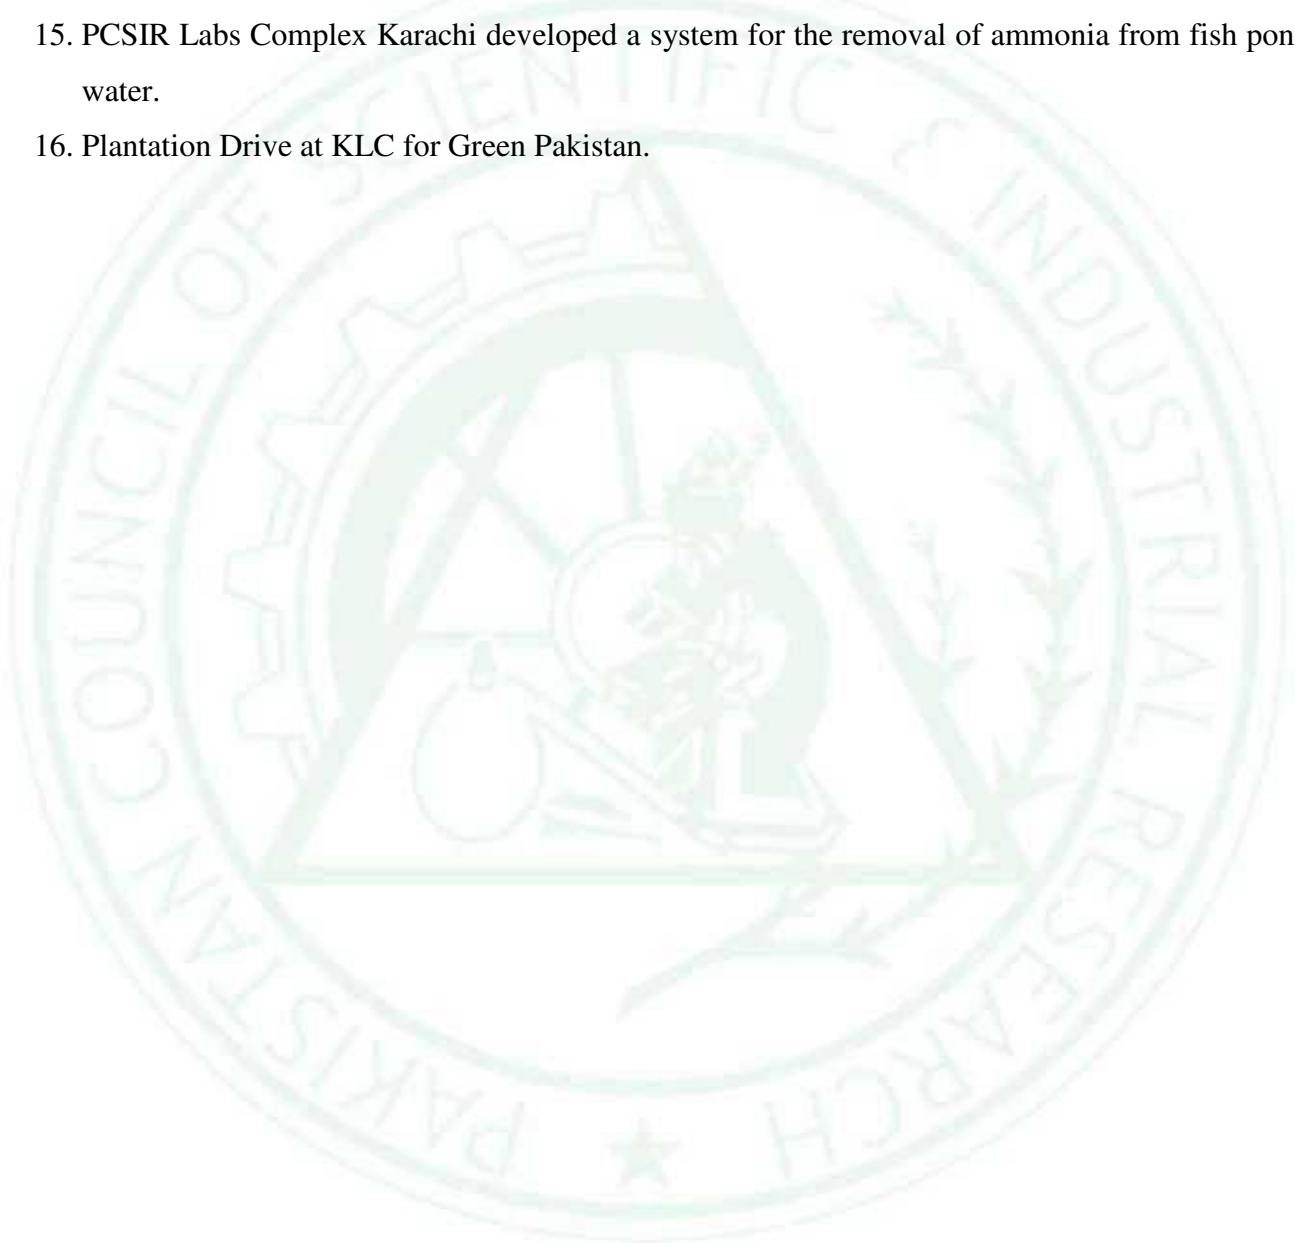 15. PCSIR Labs Complex Karachi developed a system for the removal of ammonia from fish pon
water.
16. Plantation Drive at KLC for Green Pakistan.
PAKISTAN COUNCIL OF SCIENTIFIC & INDUSTRIAL RESEARCH